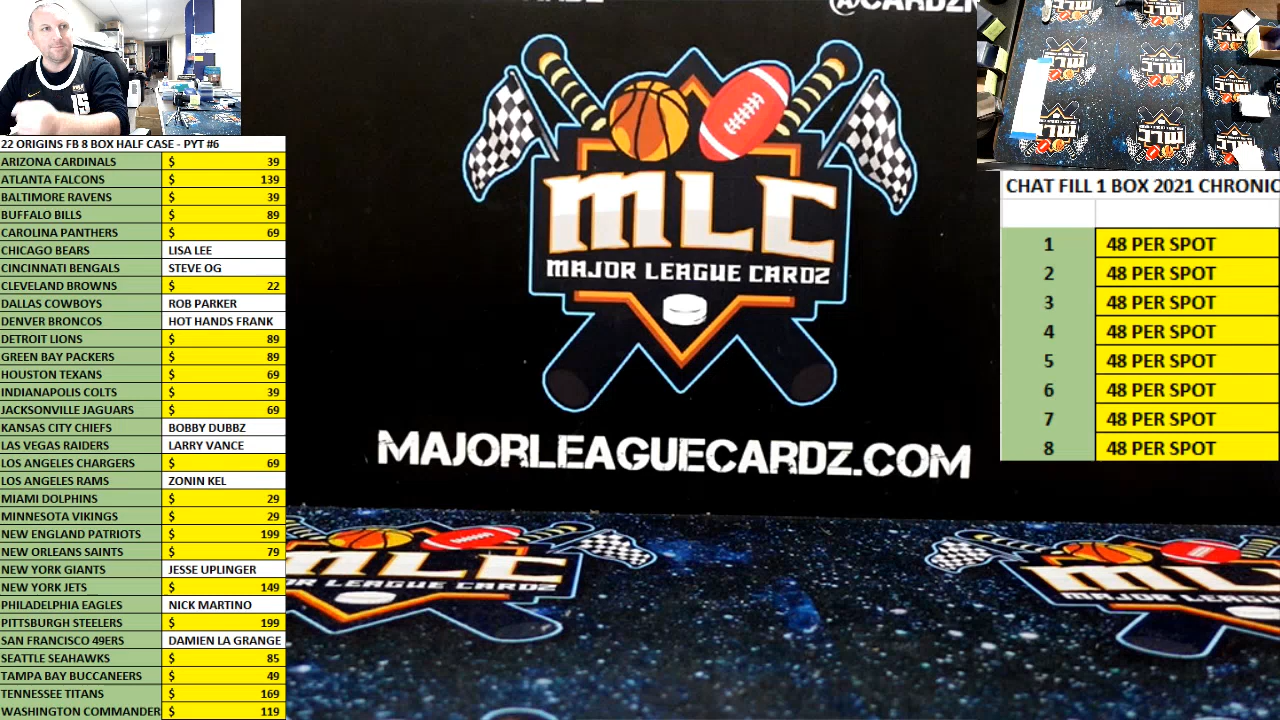 22 ORIGINS FB 8 BOX HALF CASE - PYT #6
ARIZONA CARDINALS $ 39
ATLANTA FALCONS $ 139
BALTIMORE RAVENS $ 39
BUFFALO BILLS $ 89
CAROLINA PANTHERS $ 69
CHICAGO BEARS LISA LEE
CINCINNATI BENGALS STEVE OG
CLEVELAND BROWNS $ 22
DALLAS COWBOYS ROB PARKER
DENVER BRONCOS HOT HANDS FRANK
DETROIT LIONS $ 89
GREEN BAY PACKERS $ 89
HOUSTON TEXANS $ 69
INDIANAPOLIS COLTS $ 39
JACKSONVILLE JAGUARS $ 69
KANSAS CITY CHIEFS BOBBY DUBBZ
LAS VEGAS RAIDERS LARRY VANCE
LOS ANGELES CHARGERS $ 69
LOS ANGELES RAMS ZONIN KEL
MIAMI DOLPHINS $ 29
MINNESOTA VIKINGS $ 29
NEW ENGLAND PATRIOTS $ 199
NEW ORLEANS SAINTS $ 79
NEW YORK GIANTS JESSE UPLINGER
NEW YORK JETS $ 149
PHILADELPHIA EAGLES NICK MARTINO
PITTSBURGH STEELERS $ 199
SAN FRANCISCO 49ERS DAMIEN LA GRANGE
SEATTLE SEAHAWKS $ 85
TAMPA BAY BUCCANEERS $ 49
TENNESSEE TITANS $ 169
WASHINGTON COMMANDER $ 119
15
MLC
MAJOR LEAGUE CARDZ
MAJORLEAGUECARDZ.COM
MLC
OR LEAGUE CARDZ
MLC
MAJOR LEAGUE
CHAT FILL 1 BOX 2021 CHRONIC
1 48 PER SPOT
2 48 PER SPOT
3 48 PER SPOT
4 48 PER SPOT
5 48 PER SPOT
6 48 PER SPOT
7 48 PER SPOT
8 48 PER SPOT